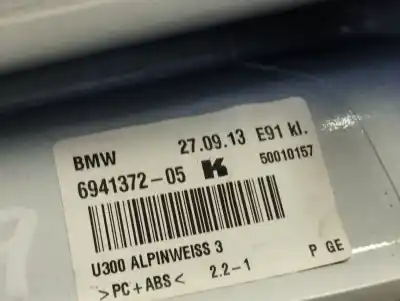 BMW 27.09.13 E91 kl.
6941372-05 K 50010157
U300 ALPINWEISS 3
>PC+ABS< 2.2-1 P GE